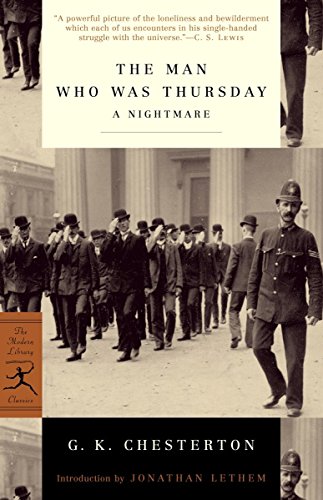 “A powerful picture of the loneliness and bewilderment
which each of us encounters in his single-handed
struggle with the universe.”—C. S. Lewis
THE MAN
WHO WAS THURSDAY
A NIGHTMARE
The Modern
Library
Classics
G. K. CHESTERTON
Introduction by JONATHAN LETHEM